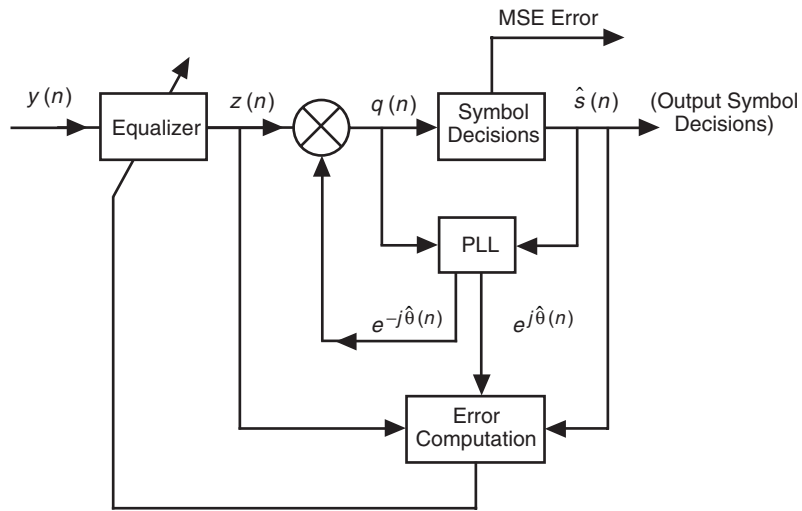 MSE Error
y (n)
Equalizer
z (n)
q (n)
Symbol
Decisions
ŝ (n)
(Output Symbol
Decisions)
PLL
e^{-jθ̂(n)}
e^{jθ̂(n)}
Error
Computation